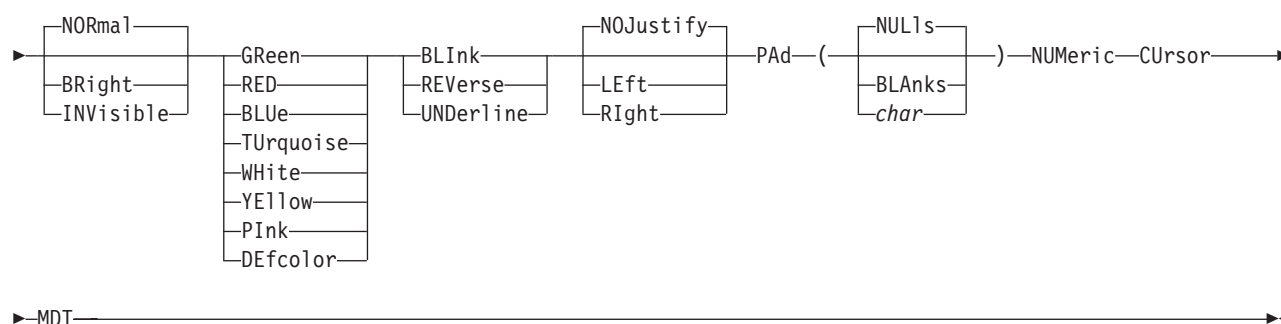 NORmal NOJustify NULls
GReen BLInk PAd ( ) NUMeric CUrsor
BRight RED REVerse LEft BLAnks
INVisible BLUe UNDerline RIght char
TUrquoise
WHite
YEllow
PInk
DEfcolor
MDT